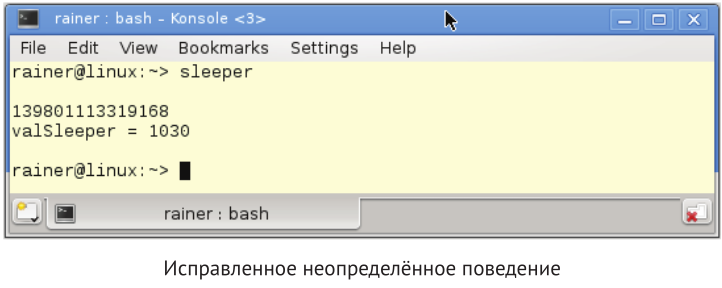 rainer : bash – Konsole <3>
File Edit View Bookmarks Settings Help
rainer@linux:~> sleeper
139801113319168
valSleeper = 1030
rainer@linux:~>
rainer : bash
Исправленное неопределённое поведение